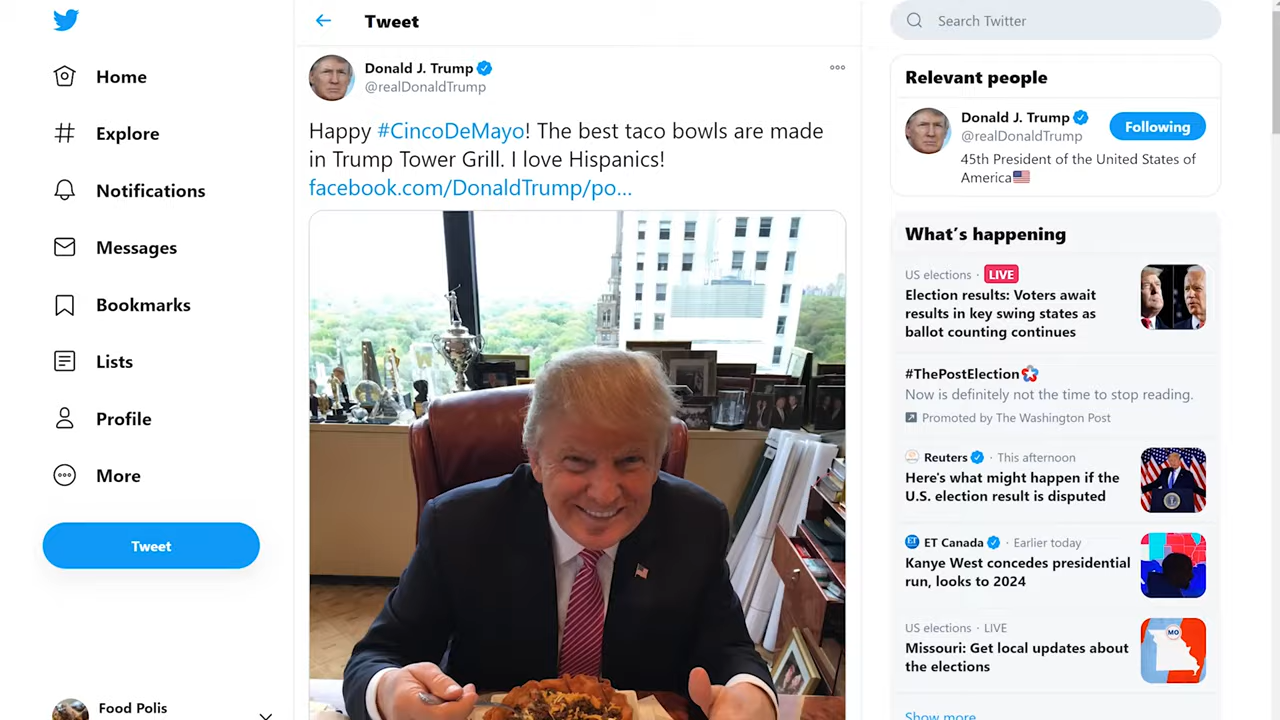 Home
Explore
Notifications
Messages
Bookmarks
Lists
Profile
More
Tweet
Food Polis
Tweet
Donald J. Trump
@realDonaldTrump
Happy #CincoDeMayo! The best taco bowls are made
in Trump Tower Grill. I love Hispanics!
facebook.com/DonaldTrump/po...
Search Twitter
Relevant people
Donald J. Trump
@realDonaldTrump
Following
45th President of the United States of
America
What's happening
US elections · LIVE
Election results: Voters await
results in key swing states as
ballot counting continues
#ThePostElection
Now is definitely not the time to stop reading.
Promoted by The Washington Post
Reuters · This afternoon
Here's what might happen if the
U.S. election result is disputed
ET Canada · Earlier today
Kanye West concedes presidential
run, looks to 2024
US elections · LIVE
Missouri: Get local updates about
the elections
MO
Show more